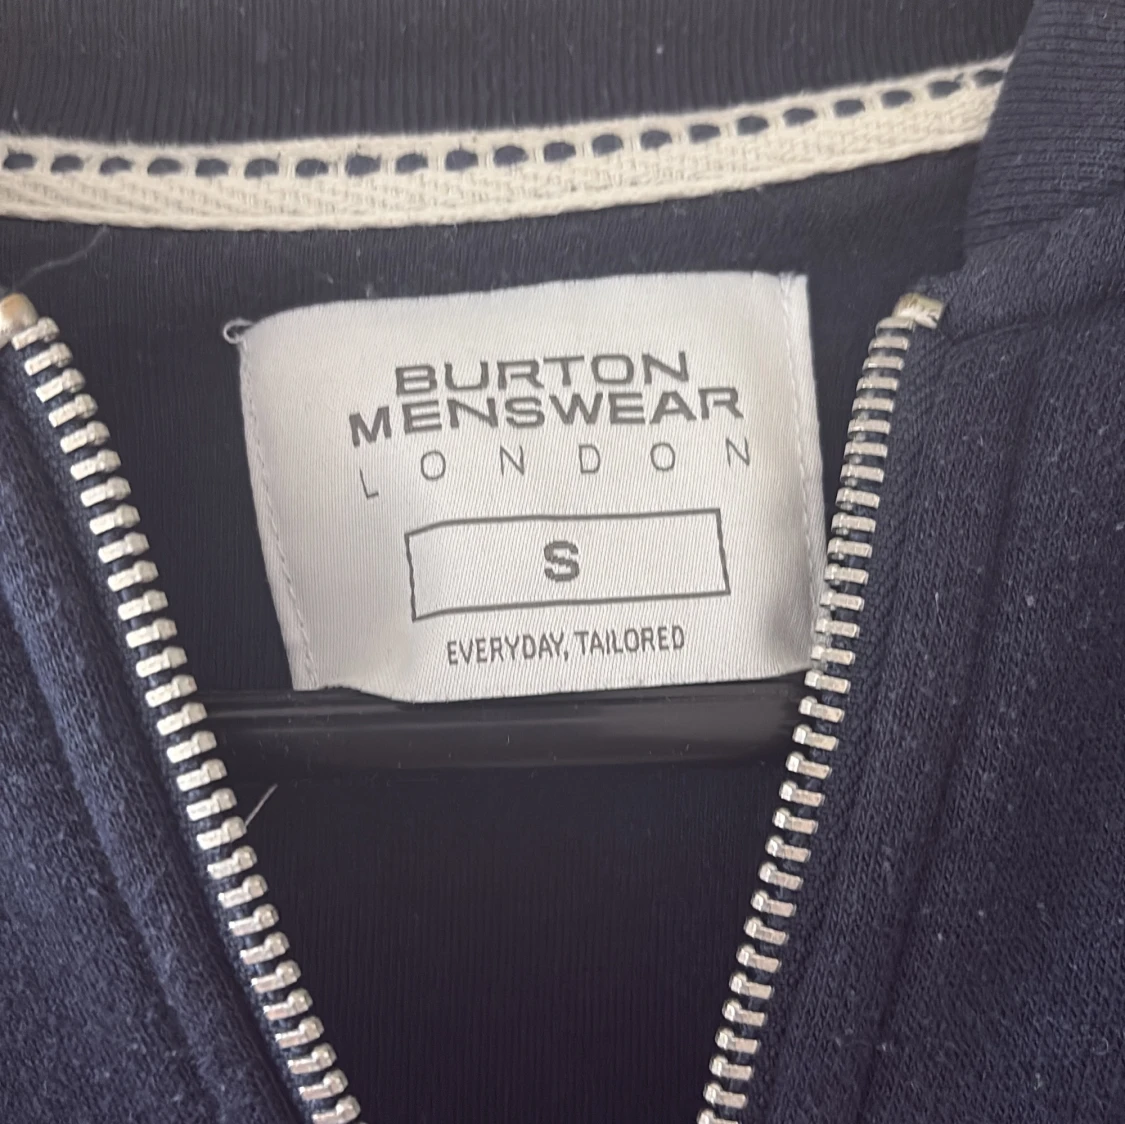 BURTON
MENSWEAR
LONDON
S
EVERYDAY, TAILORED